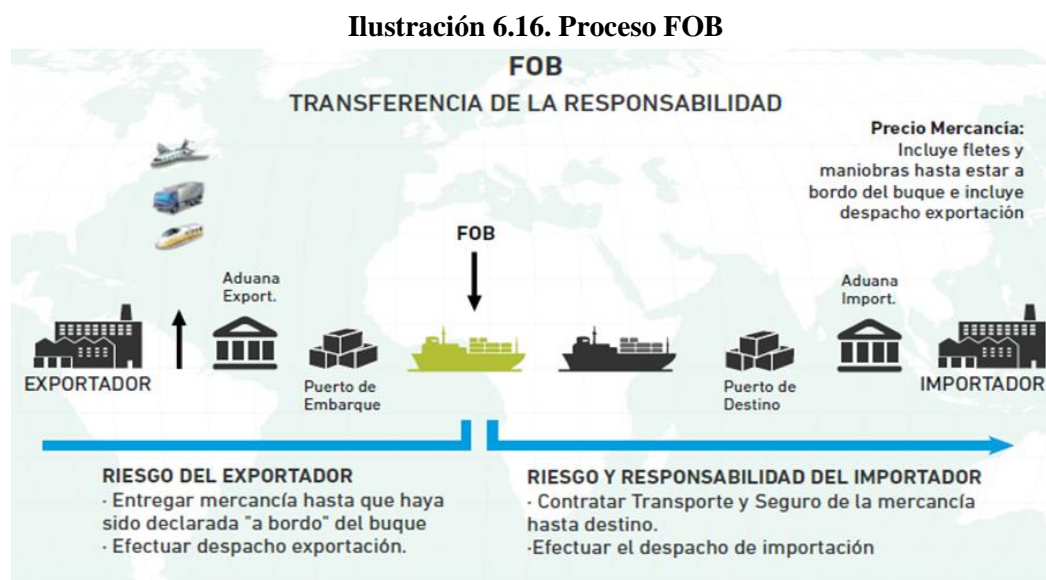 Ilustración 6.16. Proceso FOB
FOB
TRANSFERENCIA DE LA RESPONSABILIDAD
Precio Mercancía:
Incluye fletes y
maniobras hasta estar a
bordo del buque e incluye
despacho exportación
FOB
Aduana
Export.
Aduana
Import.
EXPORTADOR
Puerto de
Embarque
Puerto de
Destino
IMPORTADOR
RIESGO DEL EXPORTADOR
· Entregar mercancía hasta que haya
sido declarada "a bordo" del buque
· Efectuar despacho exportación.
RIESGO Y RESPONSABILIDAD DEL IMPORTADOR
· Contratar Transporte y Seguro de la mercancía
hasta destino.
·Efectuar el despacho de importación